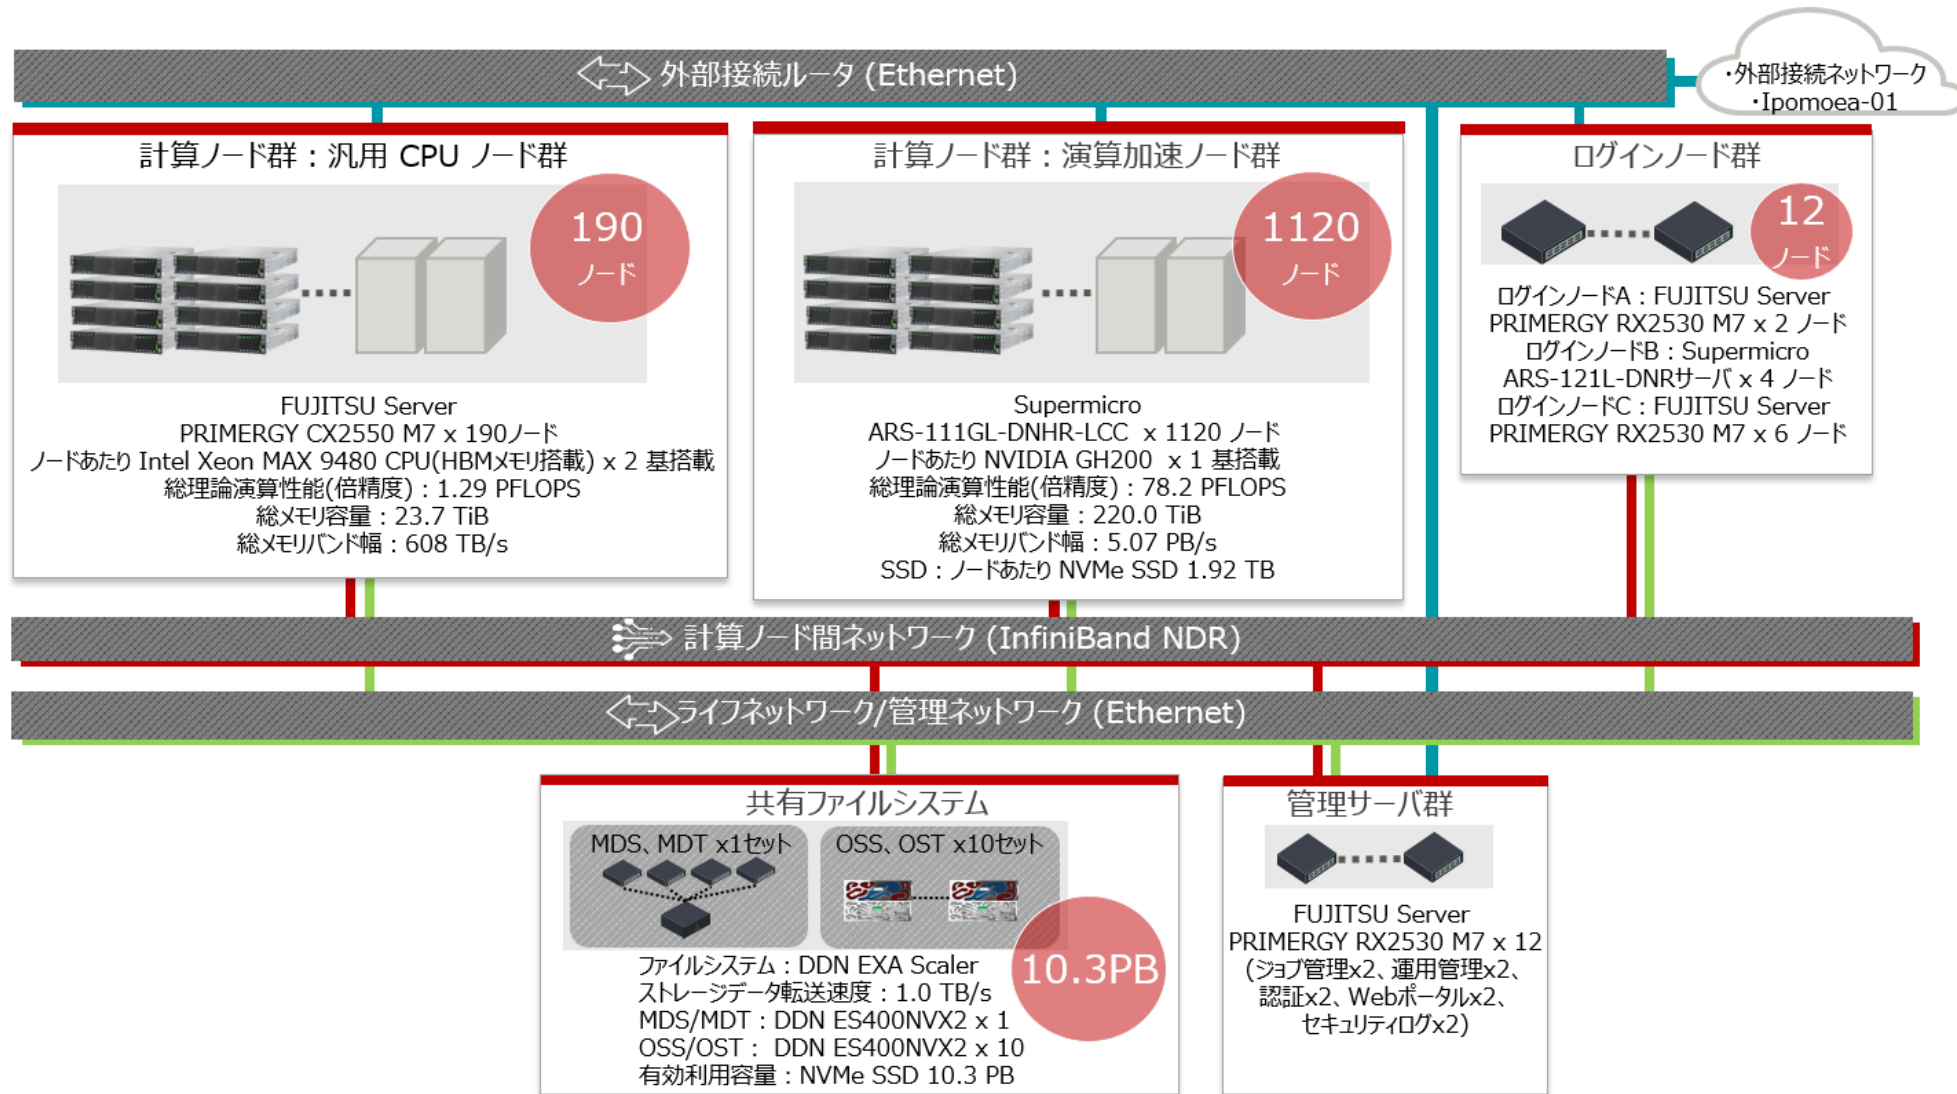 外部接続ルータ (Ethernet)
・外部接続ネットワーク
・Ipomoea-01
計算ノード群：汎用 CPU ノード群
190
ノード
FUJITSU Server
PRIMERGY CX2550 M7 x 190ノード
ノードあたり Intel Xeon MAX 9480 CPU(HBMメモリ搭載) x 2 基搭載
総理論演算性能(倍精度)：1.29 PFLOPS
総メモリ容量：23.7 TiB
総メモリバンド幅：608 TB/s
計算ノード群：演算加速ノード群
1120
ノード
Supermicro
ARS-111GL-DNHR-LCC x 1120 ノード
ノードあたり NVIDIA GH200 x 1 基搭載
総理論演算性能(倍精度)：78.2 PFLOPS
総メモリ容量：220.0 TiB
総メモリバンド幅：5.07 PB/s
SSD：ノードあたり NVMe SSD 1.92 TB
ログインノード群
12
ノード
ログインノードA：FUJITSU Server
PRIMERGY RX2530 M7 x 2 ノード
ログインノードB：Supermicro
ARS-121L-DNRサーバ x 4 ノード
ログインノードC：FUJITSU Server
PRIMERGY RX2530 M7 x 6 ノード
計算ノード間ネットワーク (InfiniBand NDR)
ライフネットワーク/管理ネットワーク (Ethernet)
共有ファイルシステム
MDS、MDT x1セット
OSS、OST x10セット
10.3PB
ファイルシステム：DDN EXA Scaler
ストレージデータ転送速度：1.0 TB/s
MDS/MDT：DDN ES400NVX2 x 1
OSS/OST： DDN ES400NVX2 x 10
有効利用容量：NVMe SSD 10.3 PB
管理サーバ群
FUJITSU Server
PRIMERGY RX2530 M7 x 12
(ジョブ管理x2、運用管理x2、
認証x2、Webポータルx2、
セキュリティログx2)